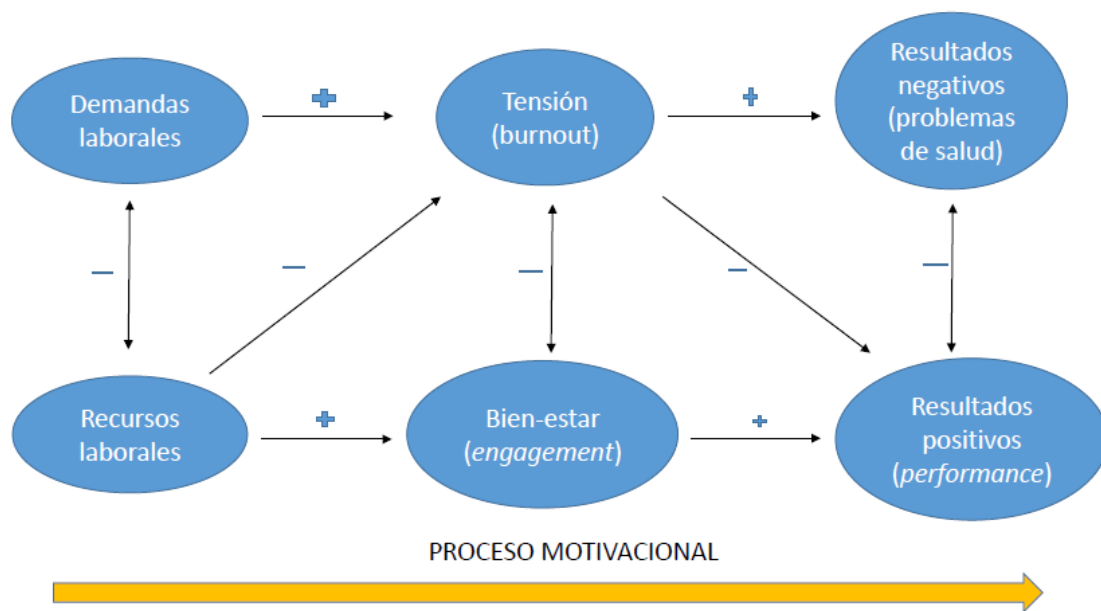 Demandas
laborales
+
Tensión
(burnout)
+
Resultados
negativos
(problemas
de salud)
—
—
—
—
—
Recursos
laborales
+
Bien-estar
(engagement)
+
Resultados
positivos
(performance)
PROCESO MOTIVACIONAL